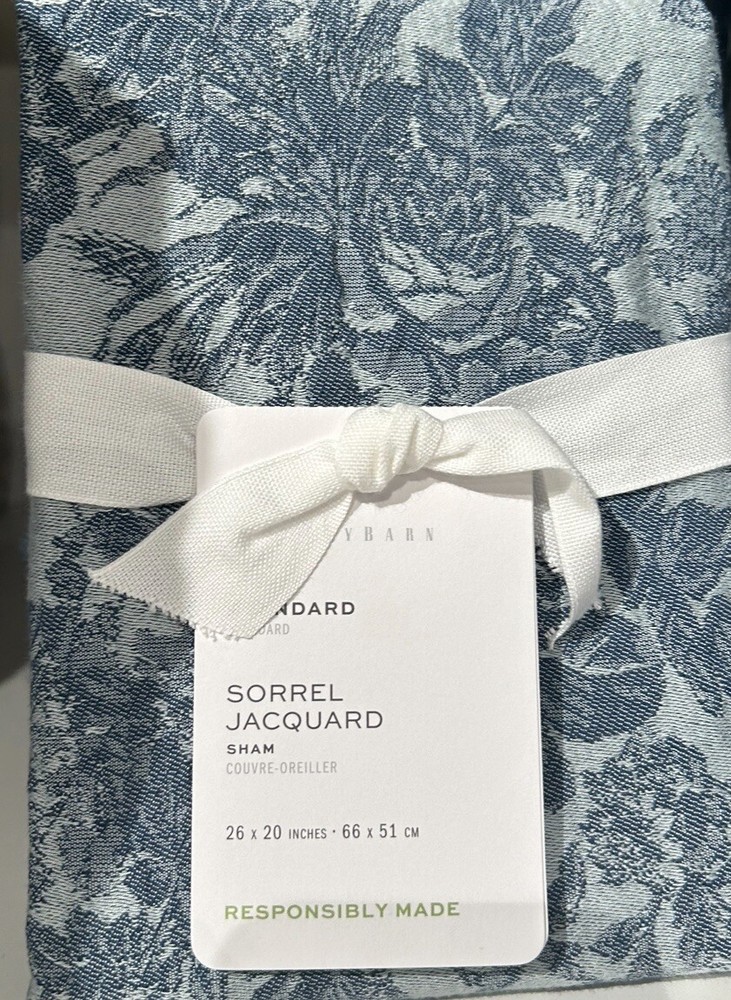 YBARN
NDARD
DARD
SORREL
JACQUARD
SHAM
COUVRE-OREILLER
26 x 20 INCHES · 66 x 51 CM
RESPONSIBLY MADE